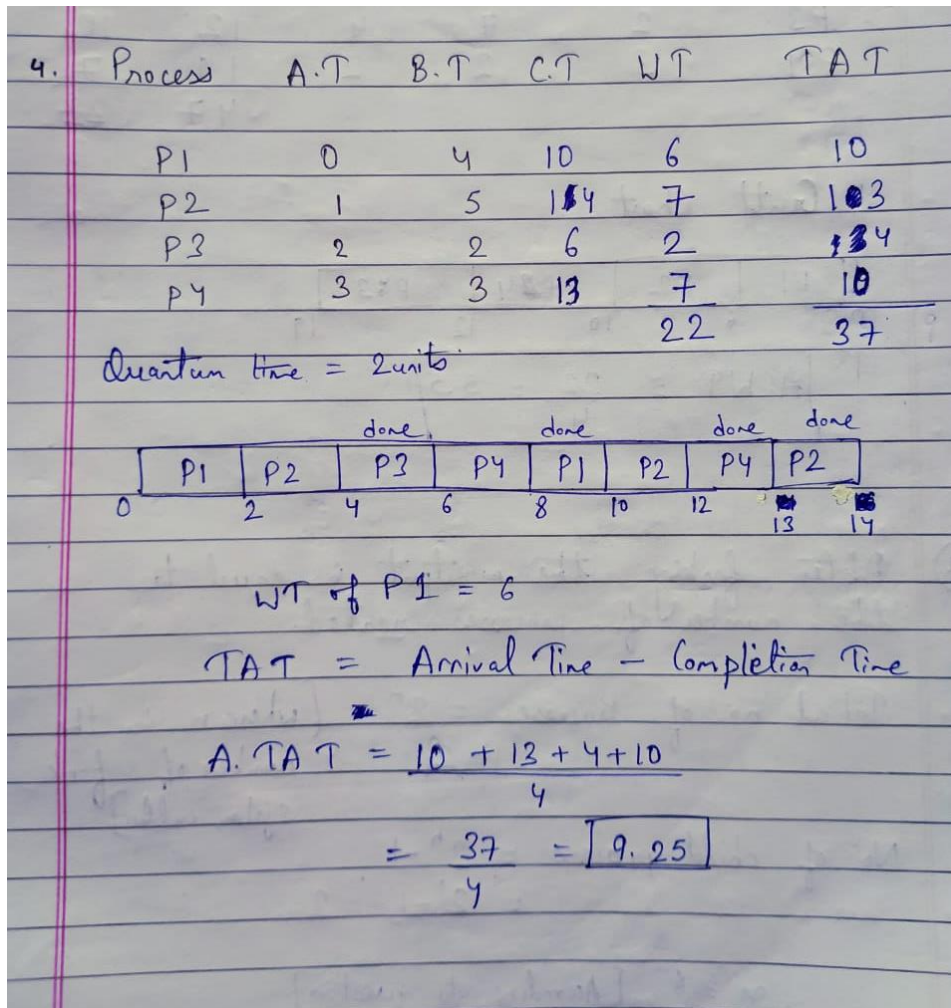 4. Process A.T B.T C.T WT TAT
P1 0 4 10 6 10
P2 1 5 14 7 13
P3 2 2 6 2 4
P4 3 3 13 7 10
22 37
Quantum time = 2units
done done done done
P1 P2 P3 P4 P1 P2 P4 P2
0 2 4 6 8 10 12 13 14
WT of P1 = 6
TAT = Arrival Time - Completion Time
A. TAT = 10 + 13 + 4 + 10
4
= 37 = 9.25
4